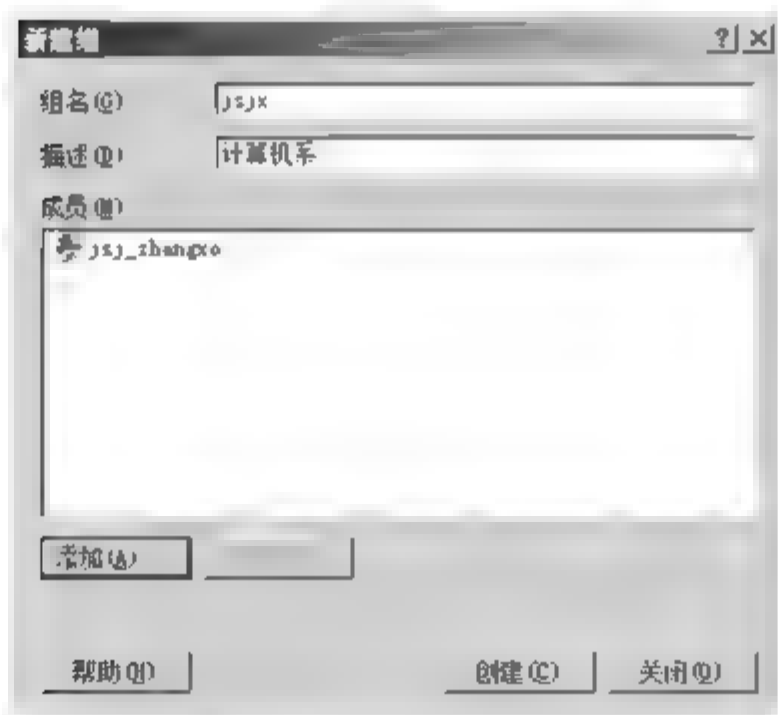 新建组
组名(G) jsjx
描述(D) 计算机系
成员(M)
jsj_zhangxo
添加(A)
帮助(H) 创建(C) 关闭(O)